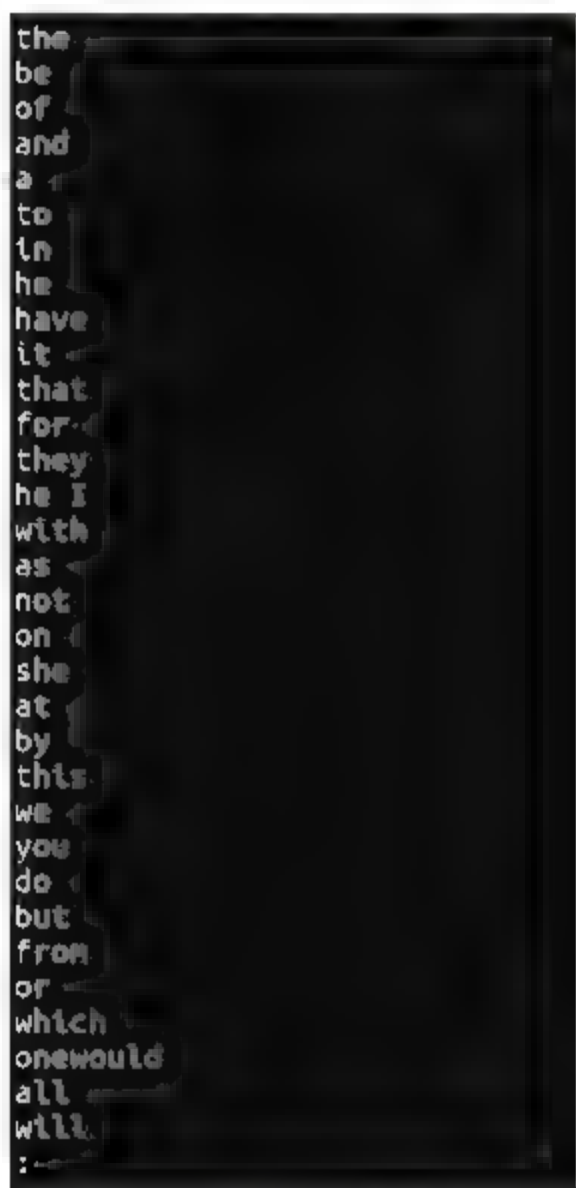 the
be
of
and
a
to
in
he
have
it
that
for
they
he I
with
as
not
on
she
at
by
this
we
you
do
but
from
or
which
onewould
all
will
: